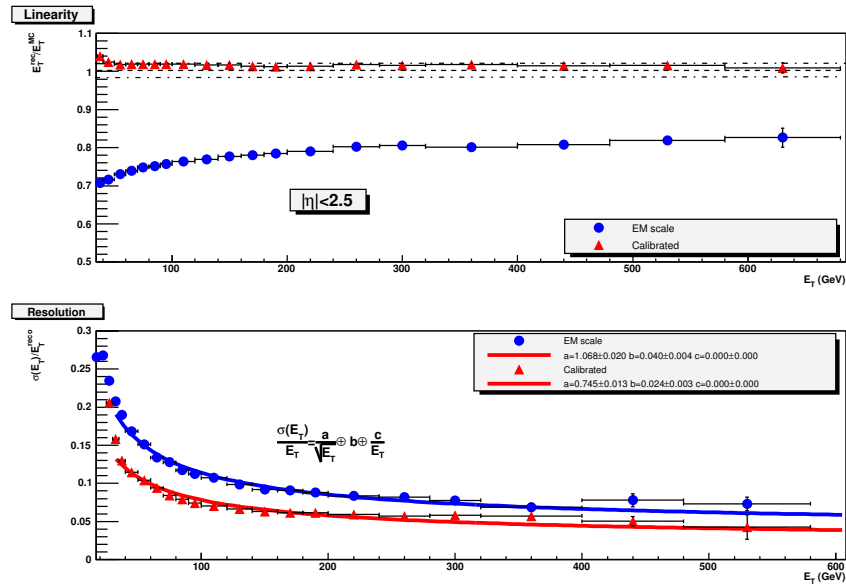 Linearity
E_T^rec/E_T^MC
1.1
1
0.9
0.8
0.7
0.6
0.5
|η|<2.5
EM scale
Calibrated
100 200 300 400 500 600
E_T (GeV)
Resolution
σ(E_T)/E_T^reco
0.3
0.25
0.2
0.15
0.1
0.05
0
EM scale
a=1.068±0.020 b=0.040±0.004 c=0.000±0.000
Calibrated
a=0.745±0.013 b=0.024±0.003 c=0.000±0.000
σ(E_T)/E_T = a/√E_T ⊕ b ⊕ c/E_T
100 200 300 400 500 600
E_T (GeV)